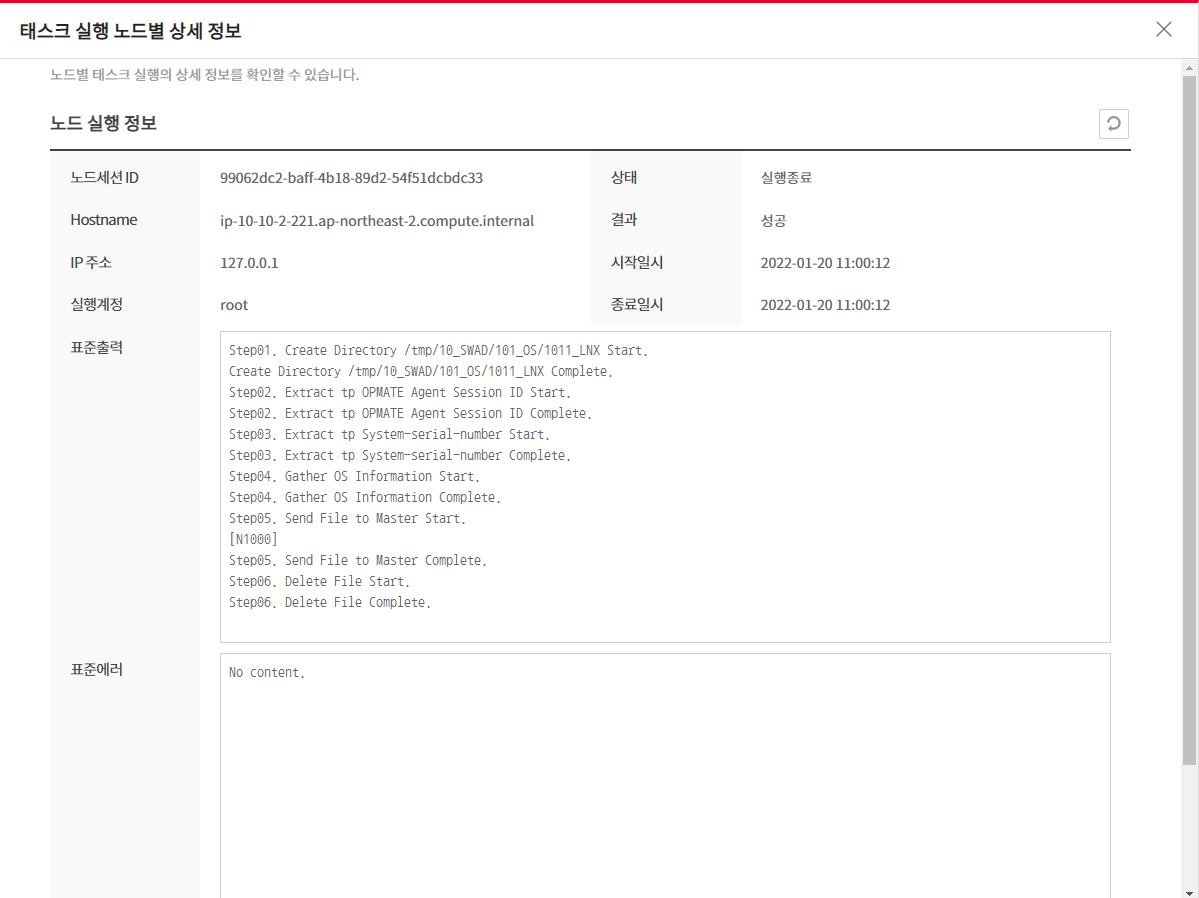 태스크 실행 노드별 상세 정보
노드별 태스크 실행의 상세 정보를 확인할 수 있습니다.
노드 실행 정보
노드세션 ID 99062dc2-baff-4b18-89d2-54f51dcbdc33 상태 실행종료
Hostname ip-10-10-2-221.ap-northeast-2.compute.internal 결과 성공
IP 주소 127.0.0.1 시작일시 2022-01-20 11:00:12
실행계정 root 종료일시 2022-01-20 11:00:12
표준출력
Step01. Create Directory /tmp/10_SWAD/101_OS/1011_LNX Start.
Create Directory /tmp/10_SWAD/101_OS/1011_LNX Complete.
Step02. Extract tp OPMATE Agent Session ID Start.
Step02. Extract tp OPMATE Agent Session ID Complete.
Step03. Extract tp System-serial-number Start.
Step03. Extract tp System-serial-number Complete.
Step04. Gather OS Information Start.
Step04. Gather OS Information Complete.
Step05. Send File to Master Start.
[N1000]
Step05. Send File to Master Complete.
Step06. Delete File Start.
Step06. Delete File Complete.
표준에러
No content.